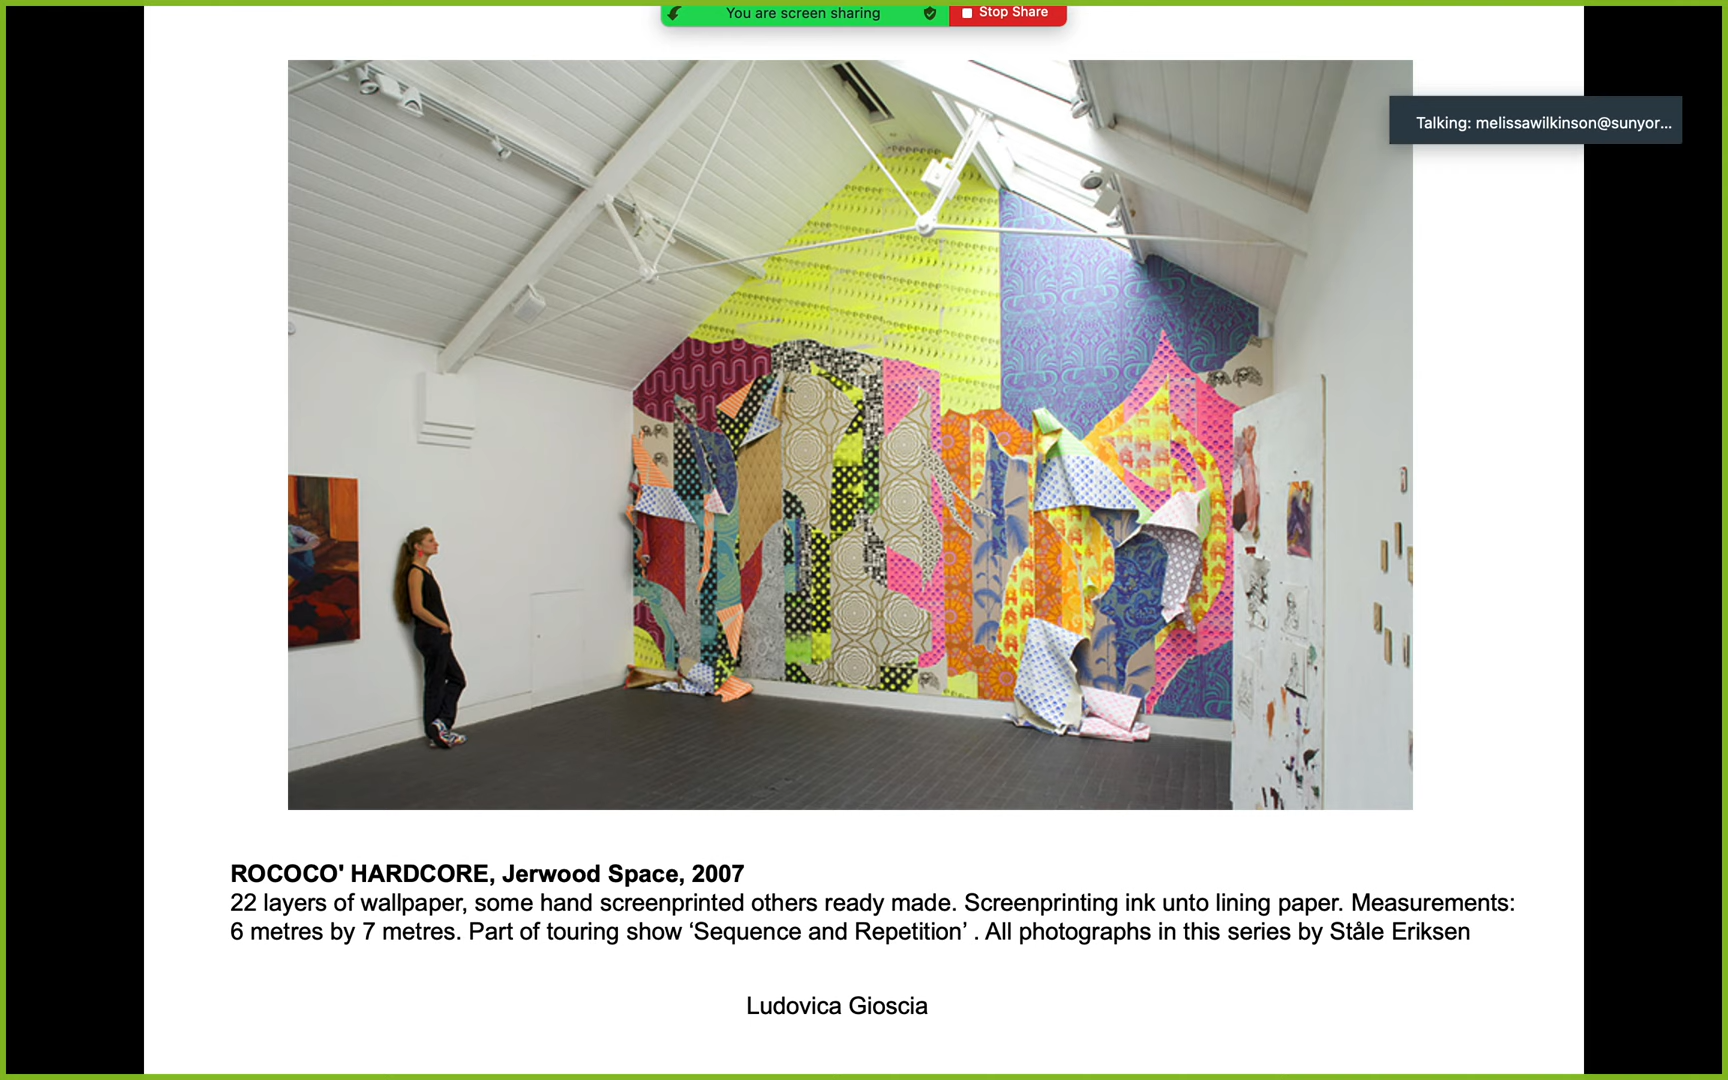 You are screen sharing
Stop Share
Talking: melissawilkinson@sunyor...
ROCOCO' HARDCORE, Jerwood Space, 2007
22 layers of wallpaper, some hand screenprinted others ready made. Screenprinting ink unto lining paper. Measurements:
6 metres by 7 metres. Part of touring show ‘Sequence and Repetition’ . All photographs in this series by Ståle Eriksen
Ludovica Gioscia